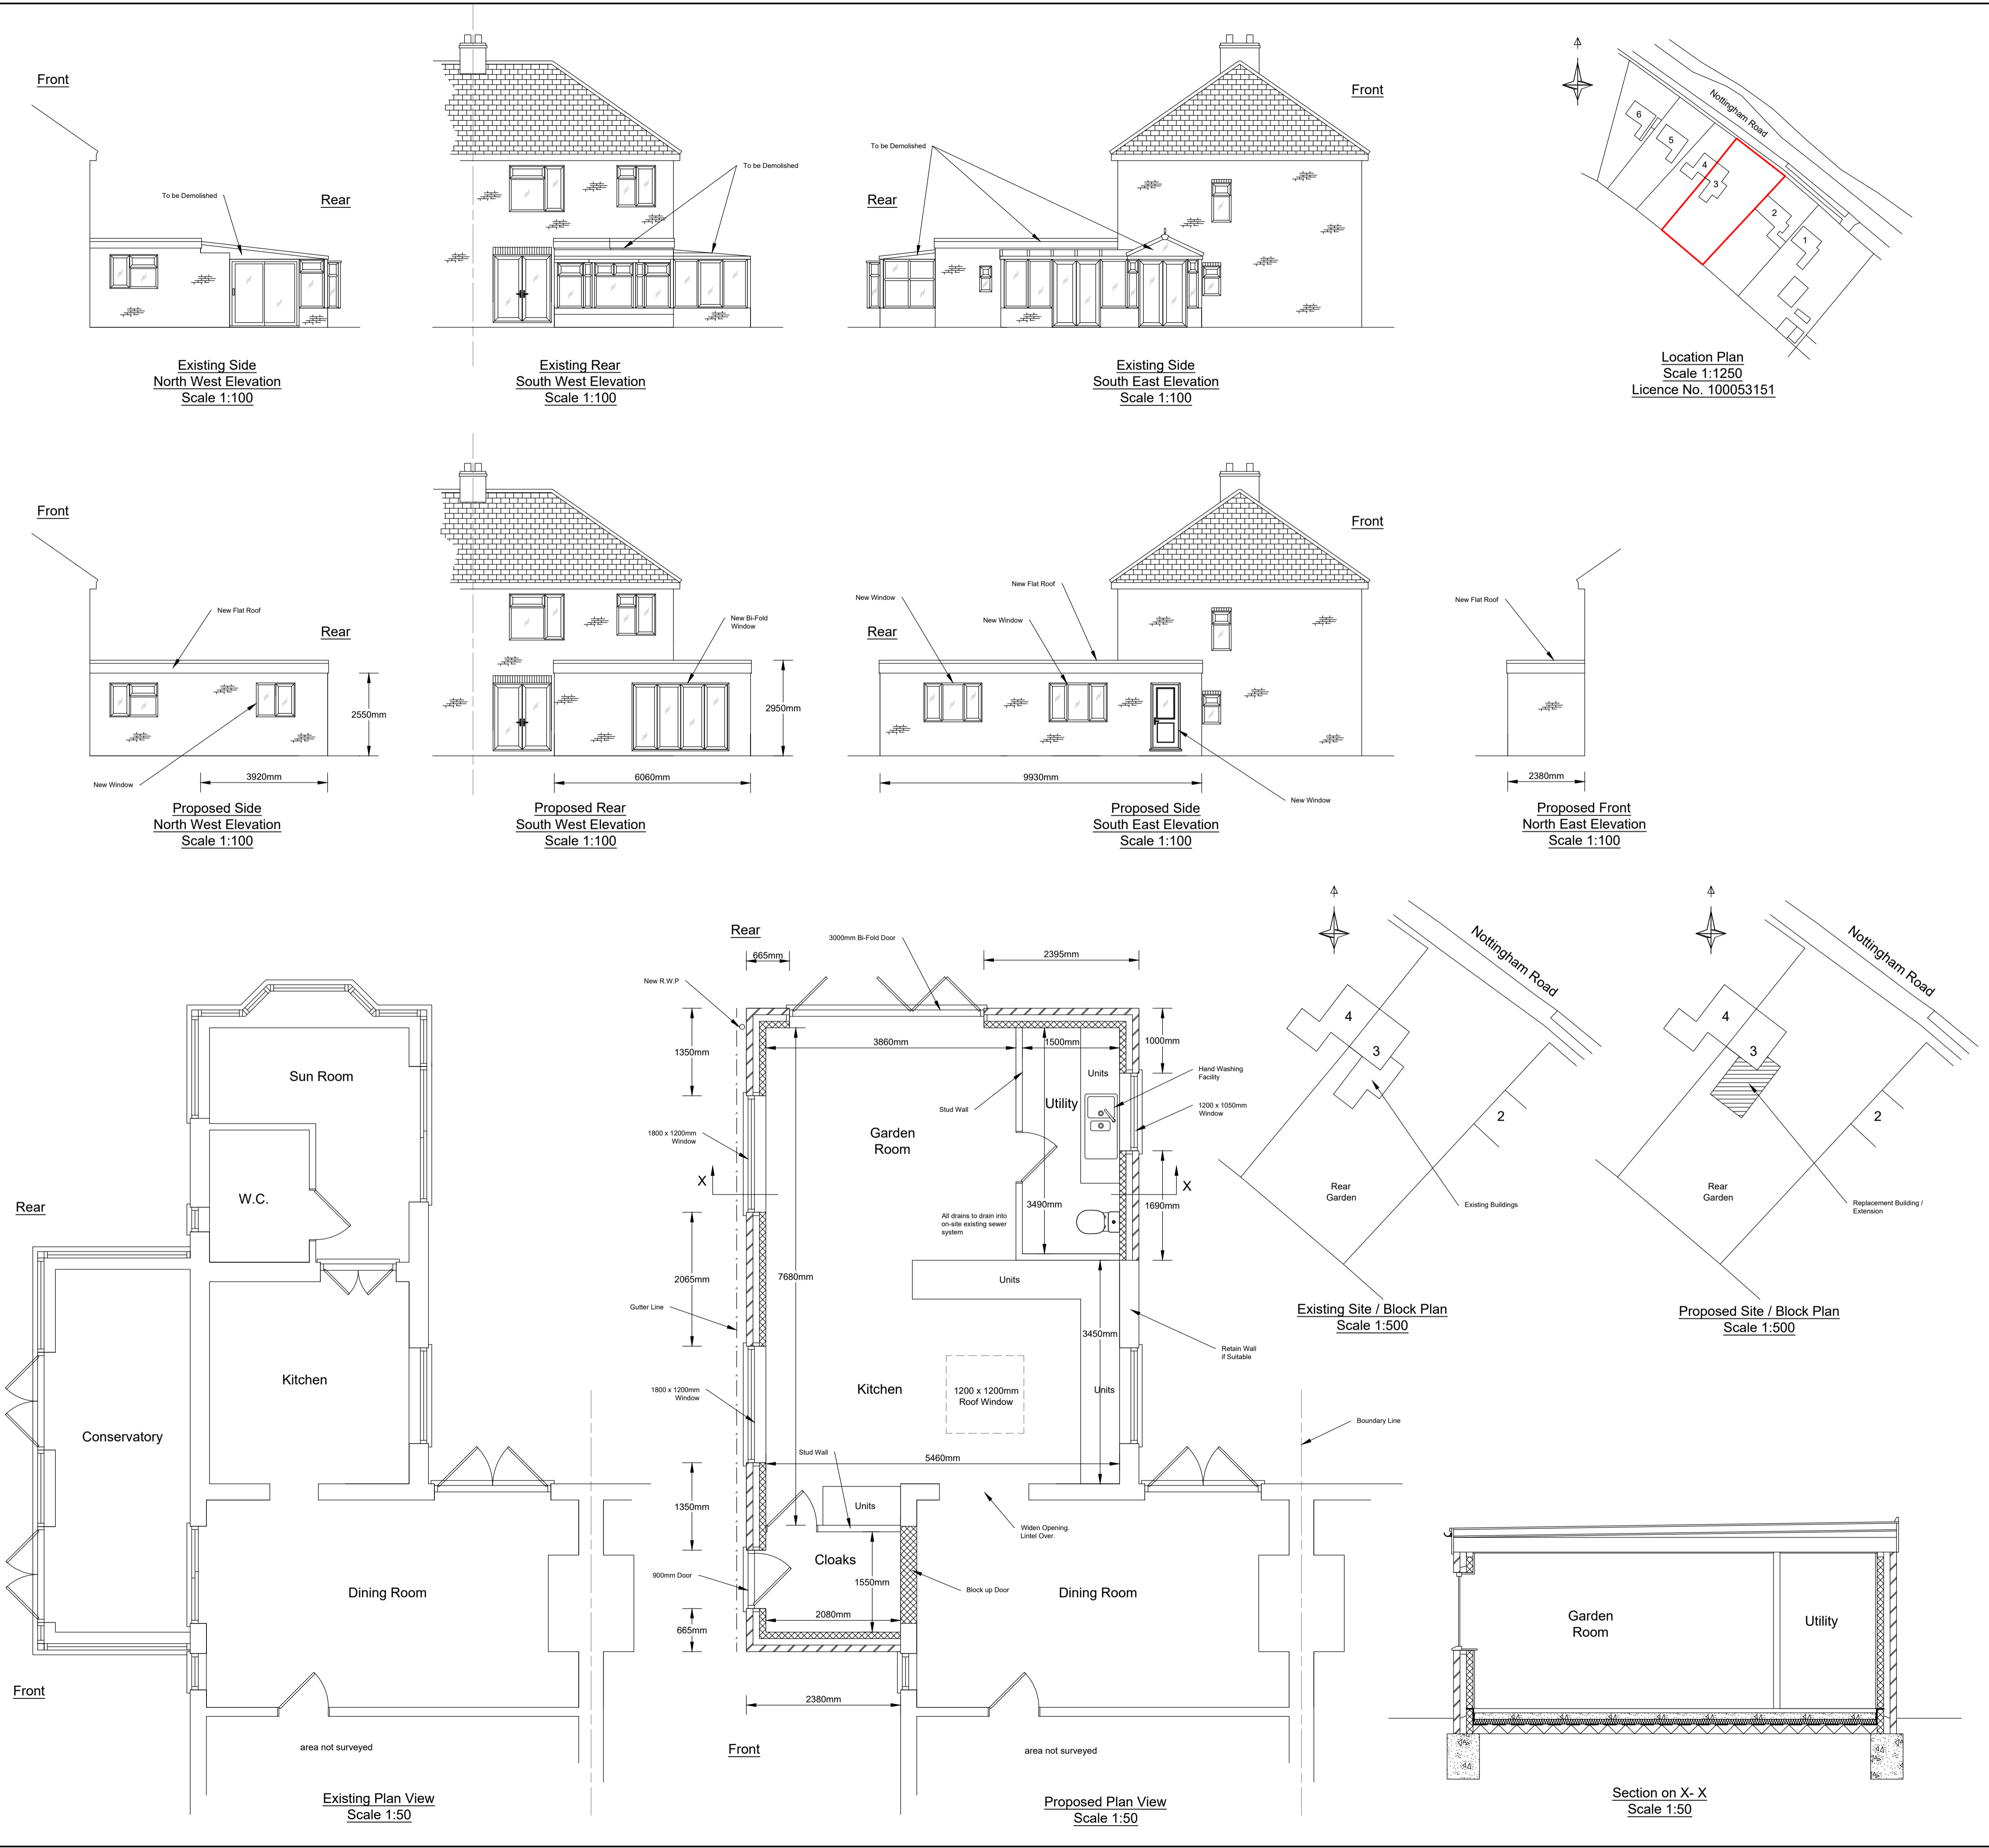 Front
To be Demolished
Rear
Existing Side
North West Elevation
Scale 1:100
To be Demolished
Existing Rear
South West Elevation
Scale 1:100
To be Demolished
Rear
Front
Existing Side
South East Elevation
Scale 1:100
Nottingham Road
6
5
4
3
2
1
Location Plan
Scale 1:1250
Licence No. 100053151
Front
New Flat Roof
Rear
2550mm
3920mm
New Window
Proposed Side
North West Elevation
Scale 1:100
New Bi-Fold
Window
2950mm
6060mm
Proposed Rear
South West Elevation
Scale 1:100
New Window
New Window
New Flat Roof
Rear
Front
9930mm
New Window
Proposed Side
South East Elevation
Scale 1:100
New Flat Roof
2380mm
Proposed Front
North East Elevation
Scale 1:100
Sun Room
W.C.
Rear
Kitchen
Conservatory
Dining Room
Front
area not surveyed
Existing Plan View
Scale 1:50
Rear
3000mm Bi-Fold Door
665mm
2395mm
New R.W.P
1350mm
3860mm
1500mm
1000mm
Units
Hand Washing
Facility
Stud Wall
Utility
1200 x 1050mm
Window
Garden
Room
1800 x 1200mm
Window
X
X
3490mm
1690mm
All drains to drain into
on-site existing sewer
system
2065mm
7680mm
Units
Gutter Line
3450mm
Retain Wall
if Suitable
Kitchen
1200 x 1200mm
Roof Window
Units
1800 x 1200mm
Window
Boundary Line
Stud Wall
5460mm
1350mm
Units
Widen Opening.
Lintel Over.
Cloaks
900mm Door
1550mm
Block up Door
Dining Room
2080mm
665mm
2380mm
Front
area not surveyed
Proposed Plan View
Scale 1:50
Nottingham Road
4
3
2
Rear
Garden
Existing Buildings
Existing Site / Block Plan
Scale 1:500
Nottingham Road
4
3
2
Rear
Garden
Replacement Building /
Extension
Proposed Site / Block Plan
Scale 1:500
Garden
Room
Utility
Section on X- X
Scale 1:50